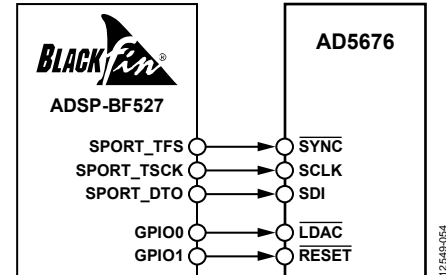 BLACKfin®
ADSP-BF527
AD5676
SPORT_TFS
SYNC
SPORT_TSCK
SCLK
SPORT_DTO
SDI
GPIO0
LDAC
GPIO1
RESET
12549-054